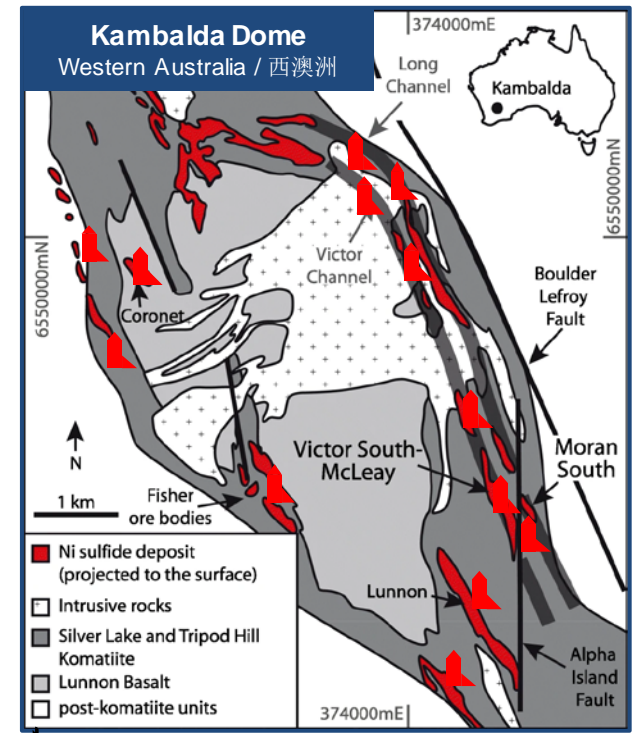 Kambalda Dome
Western Australia / 西澳洲
374000mE
Long
Channel
Kambalda
6550000mN
Victor
Channel
Boulder
Lefroy
Fault
6550000mN
Coronet
N
1 km
Victor South-
McLeay
Moran
South
Fisher
ore bodies
Ni sulfide deposit
(projected to the surface)
Intrusive rocks
Silver Lake and Tripod Hill
Komatiite
Lunnon Basalt
post-komatiite units
Lunnon
Alpha
Island
Fault
374000mE